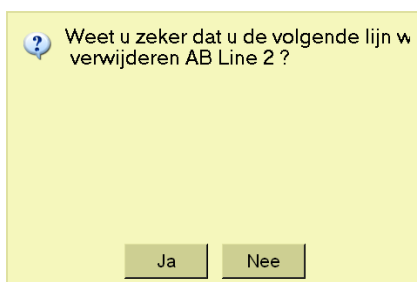 Weet u zeker dat u de volgende lijn
verwijderen AB Line 2 ?
Ja
Nee